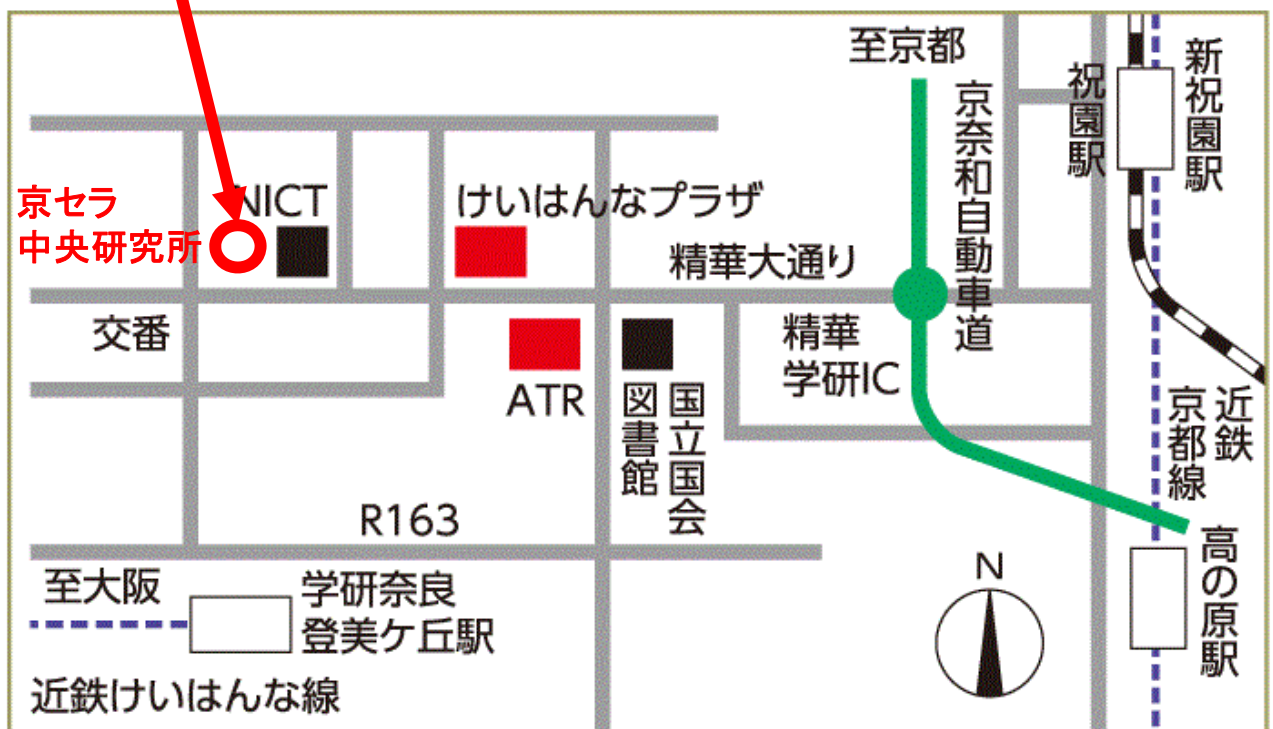 至京都
京奈和自動車道
祝園駅
新祝園駅
京セラ
中央研究所
NICT
けいはんなプラザ
精華大通り
交番
ATR
国立国会
図書館
精華
学研IC
近鉄
京都線
R163
高の原駅
N
至大阪
学研奈良
登美ケ丘駅
近鉄けいはんな線